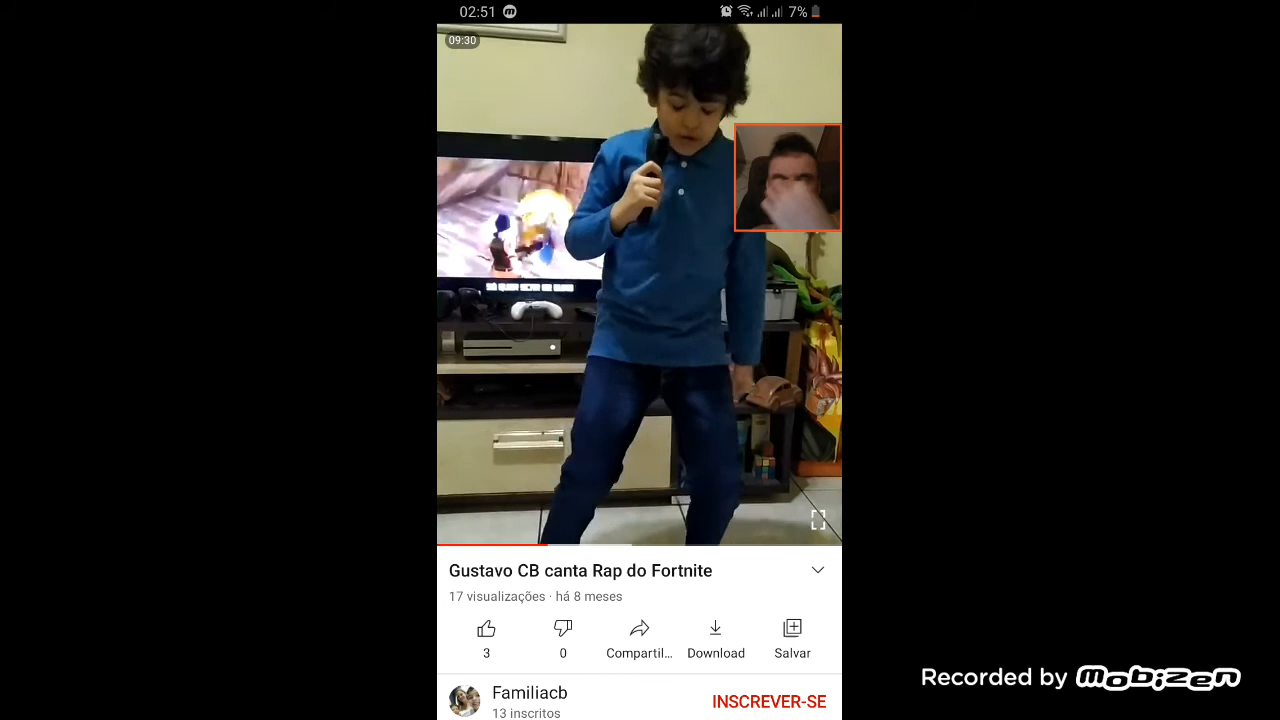 02:51
7%
09:30
Gustavo CB canta Rap do Fortnite
17 visualizações · há 8 meses
3
0
Compartil...
Download
Salvar
Familiacb
INSCREVER-SE
13 inscritos
Recorded by mobizen